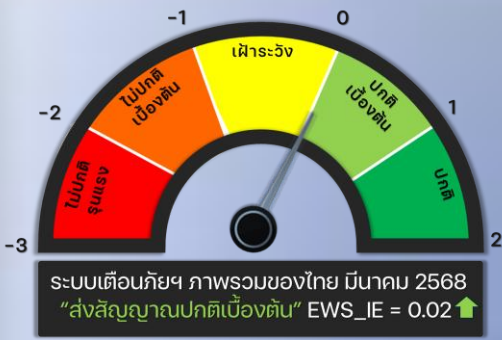 -3
-2
-1
0
1
2
ไม่ปกติ
รุนแรง
ไม่ปกติ
เบื้องต้น
เฝ้าระวัง
ปกติ
เบื้องต้น
ปกติ
ระบบเตือนภัยฯ ภาพรวมของไทย มีนาคม 2568
“ส่งสัญญาณปกติเบื้องต้น” EWS_IE = 0.02